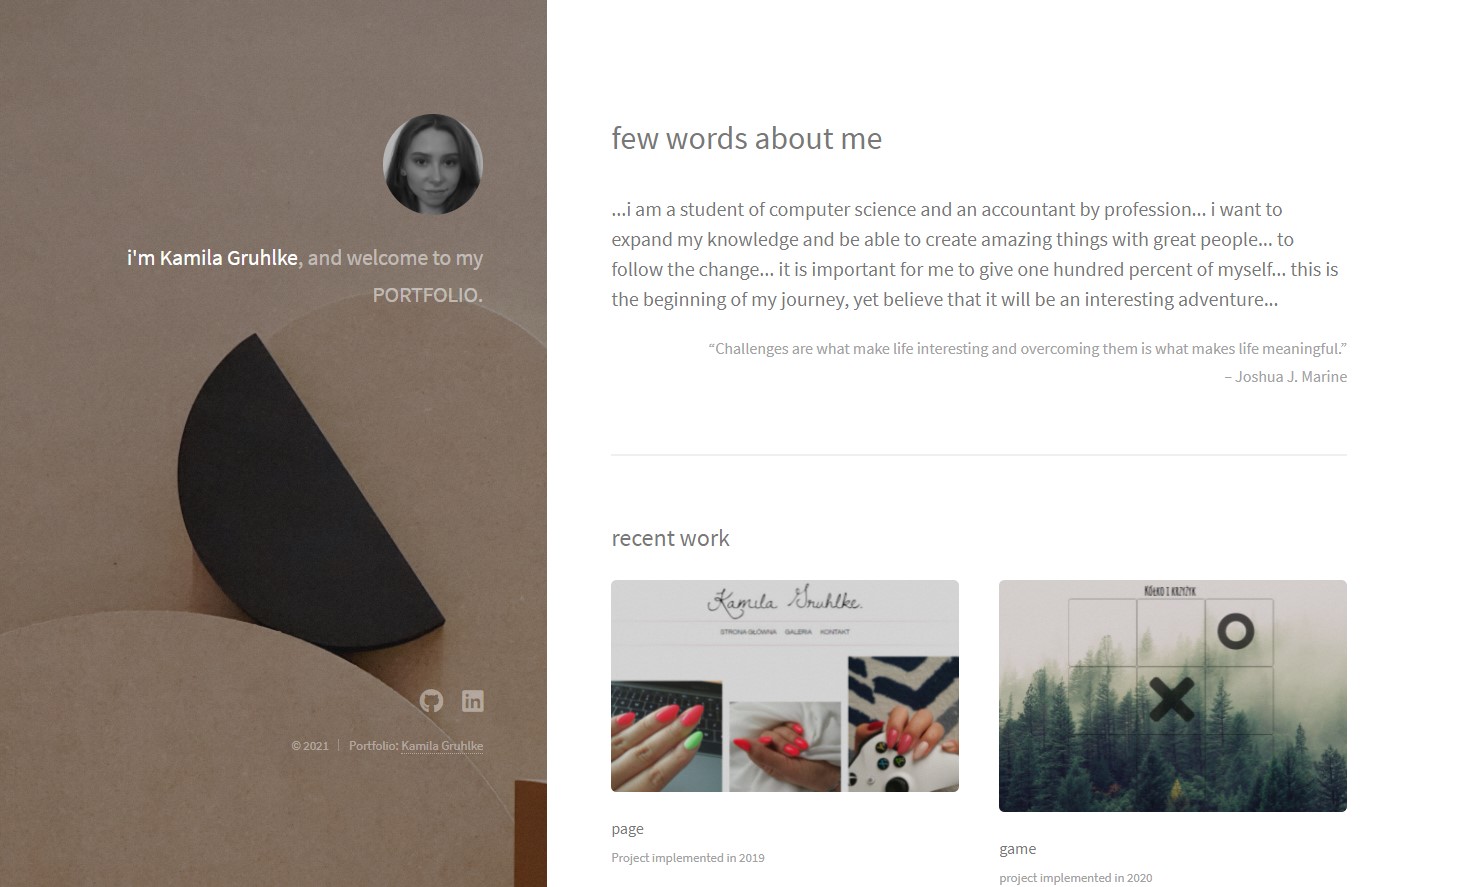 i'm Kamila Gruhlke, and welcome to my
PORTFOLIO.
© 2021 | Portfolio: Kamila Gruhlke
few words about me
...i am a student of computer science and an accountant by profession... i want to
expand my knowledge and be able to create amazing things with great people... to
follow the change... it is important for me to give one hundred percent of myself... this is
the beginning of my journey, yet believe that it will be an interesting adventure...
“Challenges are what make life interesting and overcoming them is what makes life meaningful.”
– Joshua J. Marine
recent work
Kamila Gruhlke.
STRONA GŁÓWNA GALERIA KONTAKT
page
Project implemented in 2019
KÓŁKO I KRZYŻYK
game
project implemented in 2020